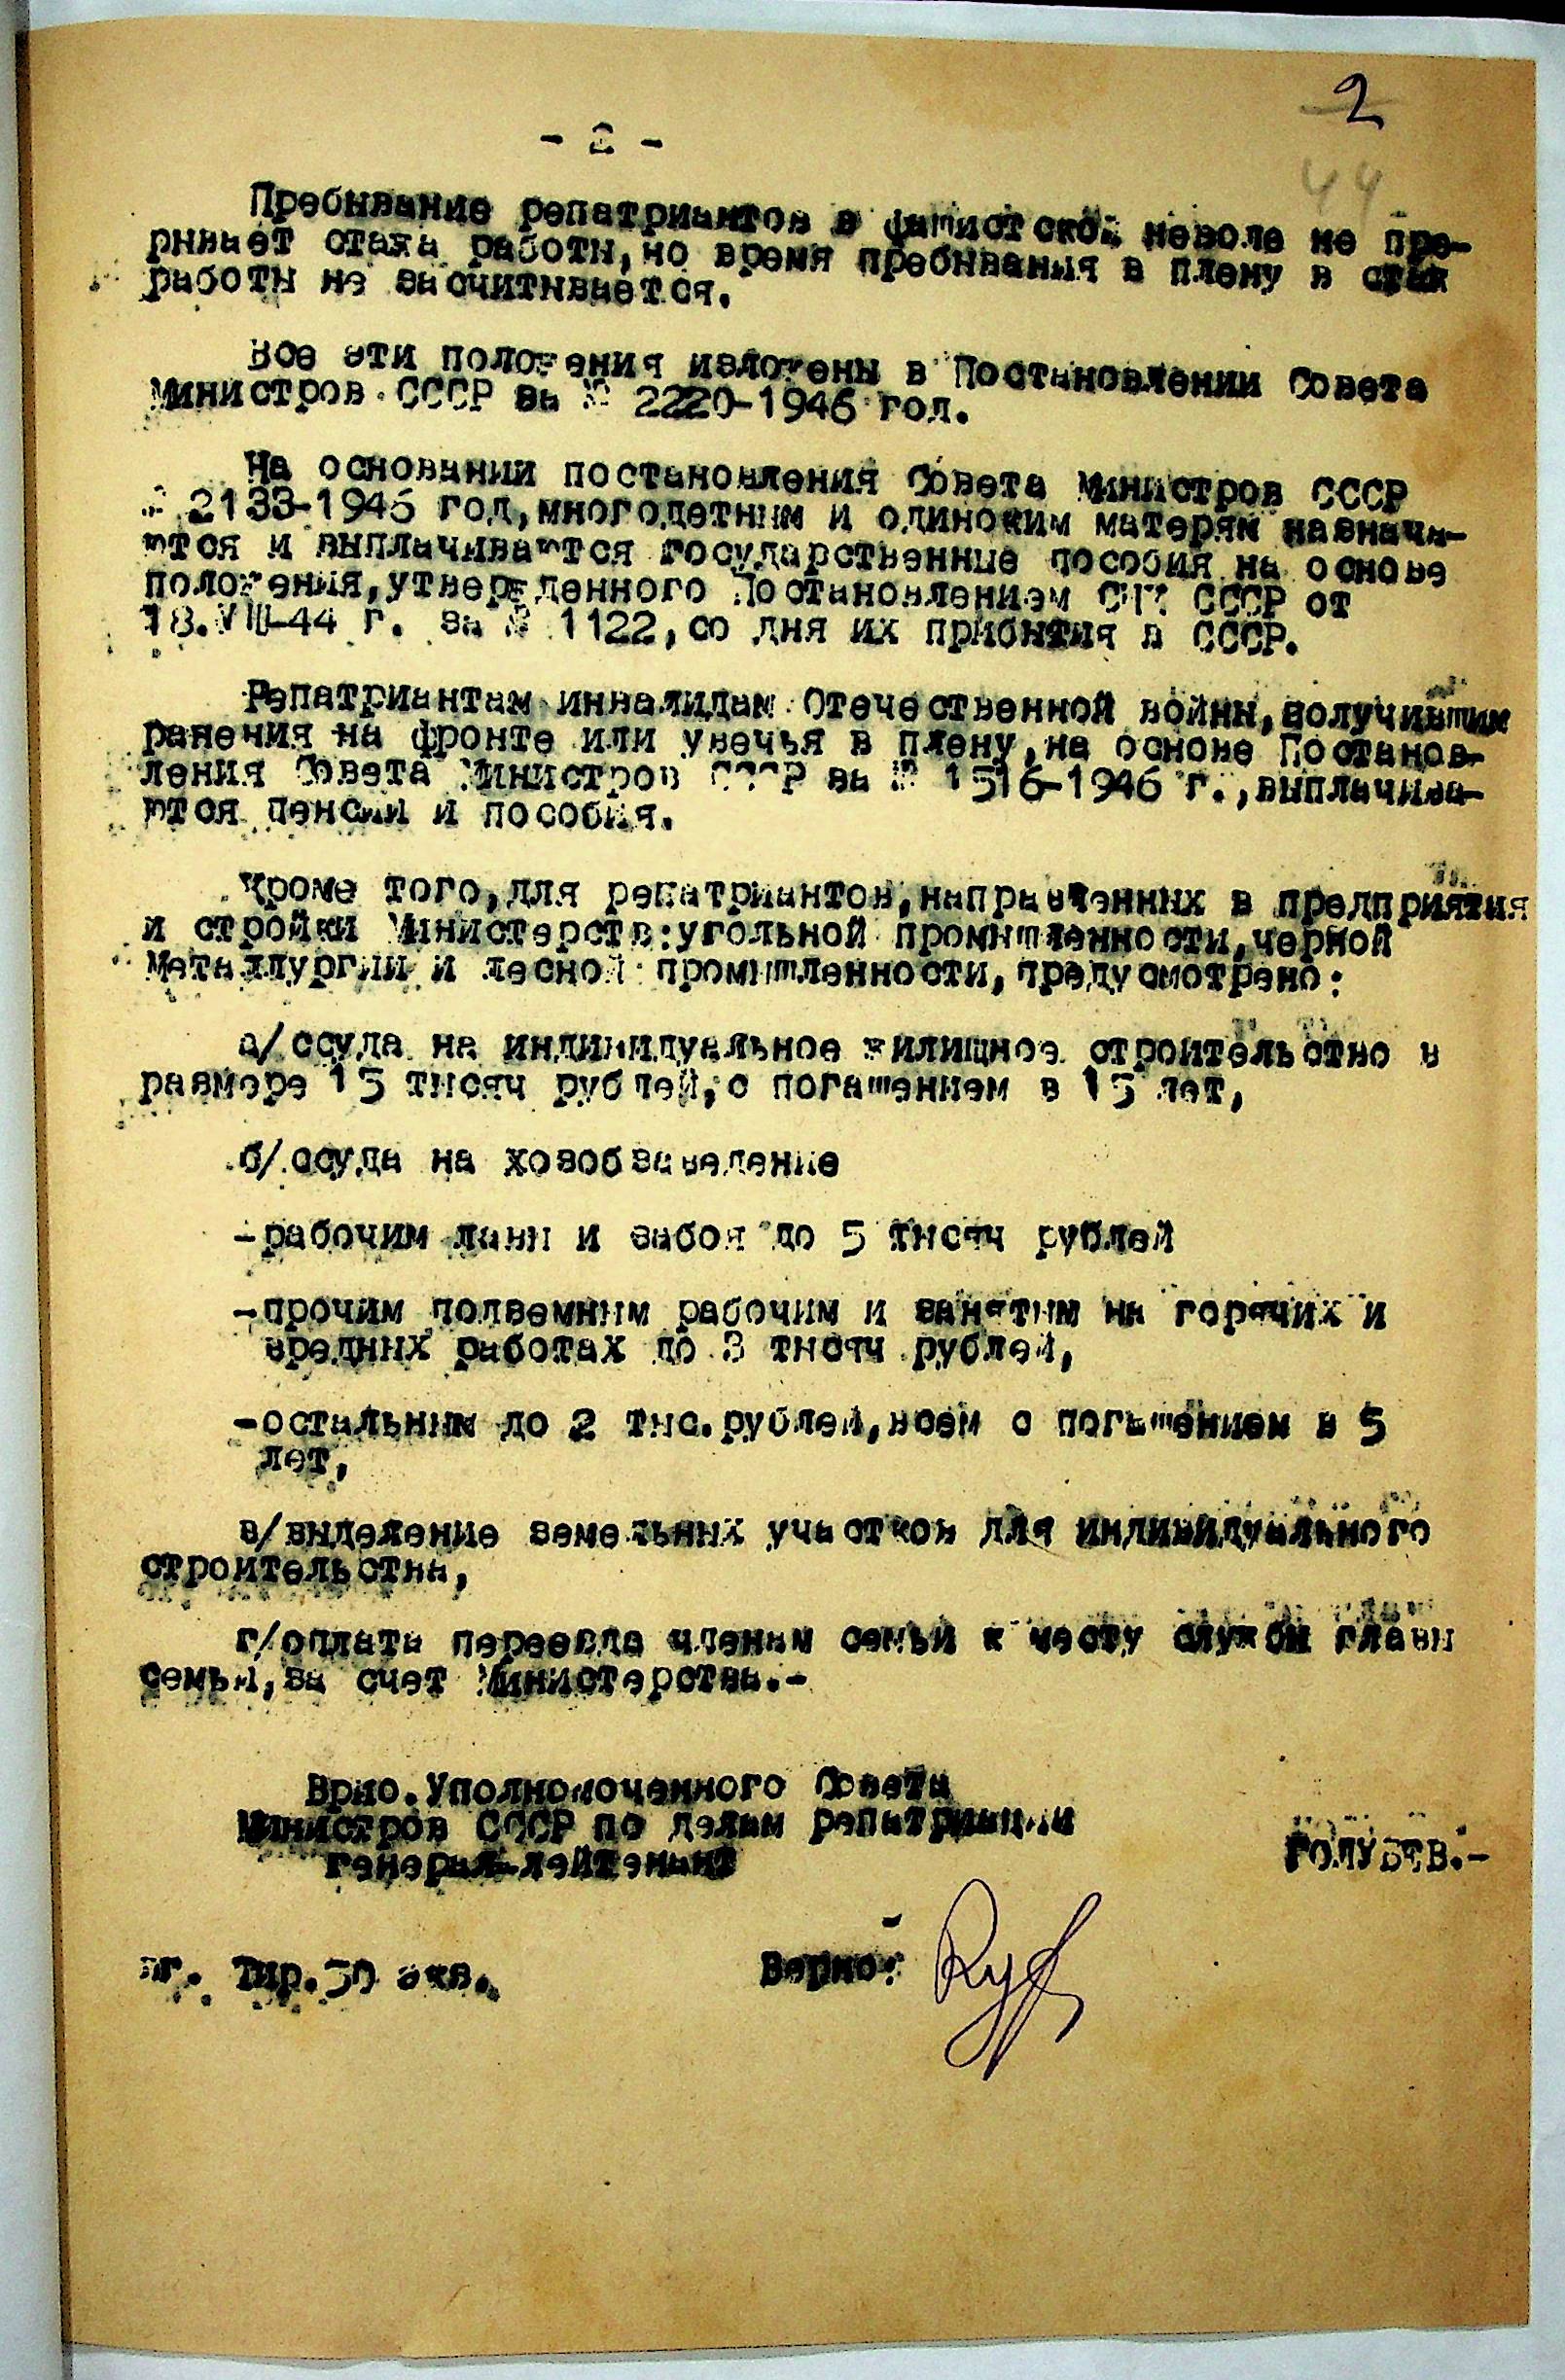 2
44
- 2 -
Пребывание репатриантов в фашистской неволе не пре-
рывает стажа работы, но время пребывания в плену в стаж
работы не засчитывается.
Все эти положения изложены в Постановлении Совета
Министров СССР за № 2220-1946 год.
На основании постановления Совета Министров СССР
№ 2133-1946 год, многодетным и одиноким матерям назнача-
ются и выплачиваются государственные пособия на основе
положения, утвержденного Постановлением СНК СССР от
18.VIII-44 г. за № 1122, со дня их прибытия в СССР.
Репатриантам инвалидам Отечественной войны, получившим
ранения на фронте или увечья в плену, на основе Постанов-
ления Совета Министров СССР за № 1516-1946 г., выплачива-
ются пенсии и пособия.
Кроме того, для репатриантов, направленных в предприятия
и стройки Министерств: угольной промышленности, черной
металлургии и лесной промышленности, предусмотрено:
а/ ссуда на индивидуальное жилищное строительство в
размере 15 тысяч рублей, с погашением в 15 лет,
б/ ссуда на хозобзаведение
-рабочим лавы и забоя до 5 тысяч рублей
-прочим подземным рабочим и занятым на горячих и
вредных работах до 3 тысяч рублей,
-остальным до 2 тыс. рублей, всем с погашением в 5
лет,
в/ выделение земельных участков для индивидуального
строительства,
г/ оплата переезда членам семьи к месту службы главы
семьи, за счет Министерства.-
Врио. Уполномоченного Совета
Министров СССР по делам репатриации
генерал-лейтенант
ГОЛУБЕВ.-
Тир. 50 экз.
Верно: